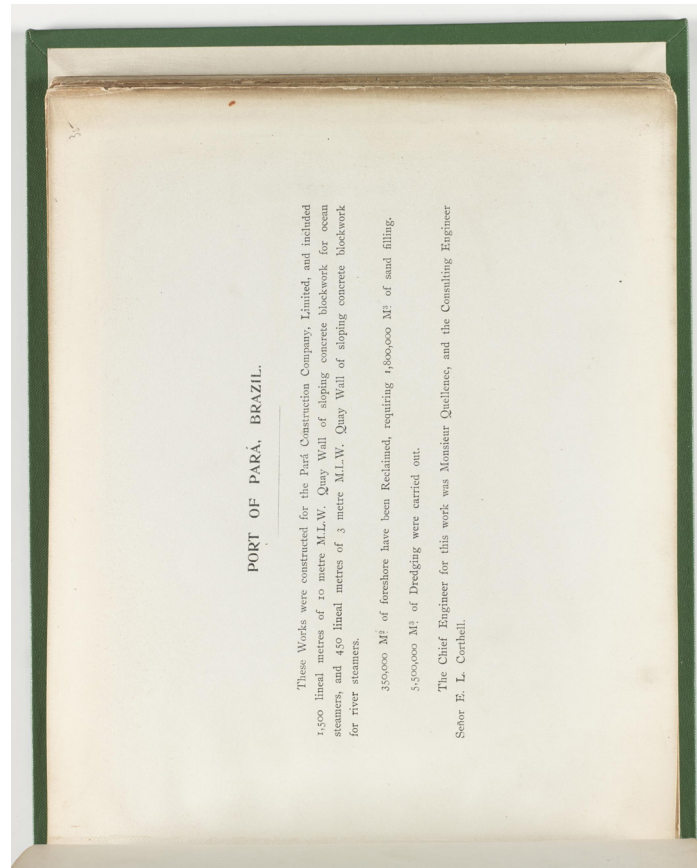 PORT OF PARÁ, BRAZIL.
These Works were constructed for the Pará Construction Company, Limited, and included
1,500 lineal metres of 10 metre M.L.W. Quay Wall of sloping concrete blockwork for ocean
steamers, and 450 lineal metres of 3 metre M.L.W. Quay Wall of sloping concrete blockwork
for river steamers.
350,000 M² of foreshore have been Reclaimed, requiring 1,800,000 M³ of sand filling.
5,500,000 M³ of Dredging were carried out.
The Chief Engineer for this work was Monsieur Quellenec, and the Consulting Engineer
Señor E. L. Corthell.